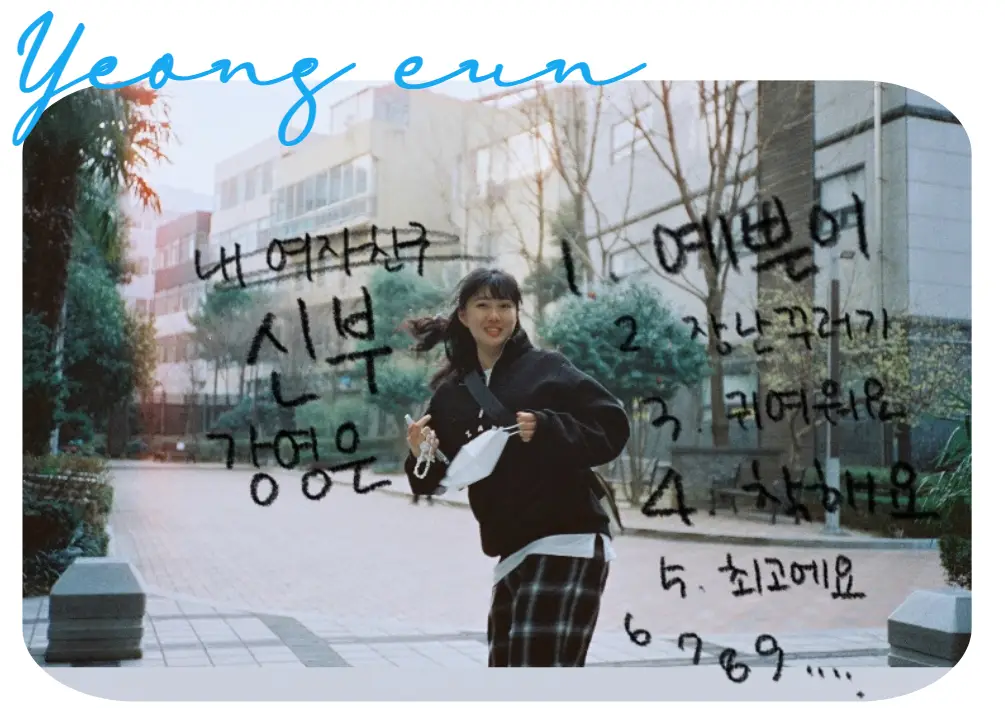 Yeong eun
내 여자친구
신부
강영은
1. 예쁘어
2 장난꾸러기
3. 귀여워요
4. 착해요
5. 최고에요
6 7 8 9 .....